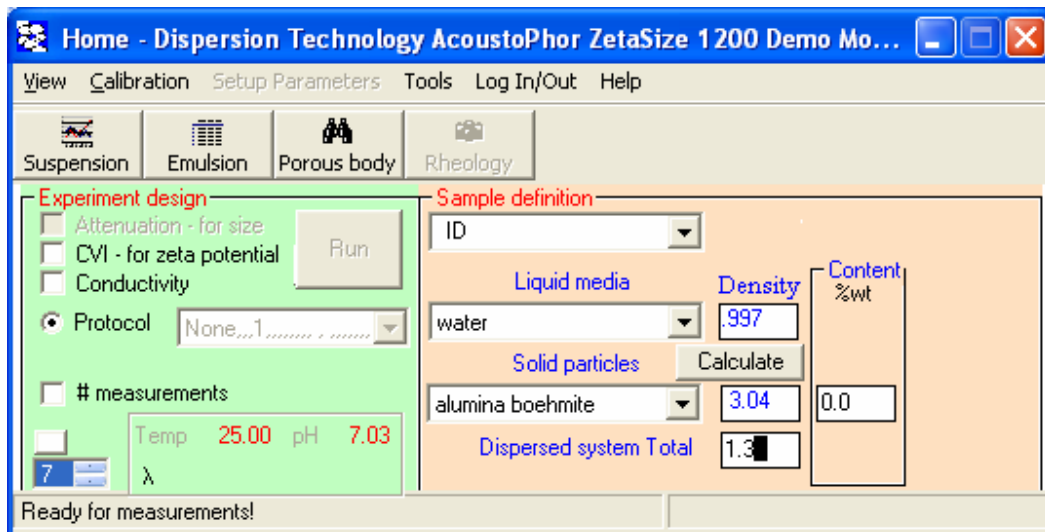 Home - Dispersion Technology AcoustoPhor ZetaSize 1200 Demo Mo...
View Calibration Setup Parameters Tools Log In/Out Help
Suspension Emulsion Porous body Rheology
Experiment design
Attenuation - for size
CVI - for zeta potential
Conductivity
Run
Protocol None,,,1,,,,,,,, , ,,,,,,,
# measurements
Temp 25.00 pH 7.03
7
λ
Sample definition
ID
Liquid media Density
water .997
Solid particles Calculate
alumina boehmite 3.04
Dispersed system Total 1.3
Content
%wt
0.0
Ready for measurements!